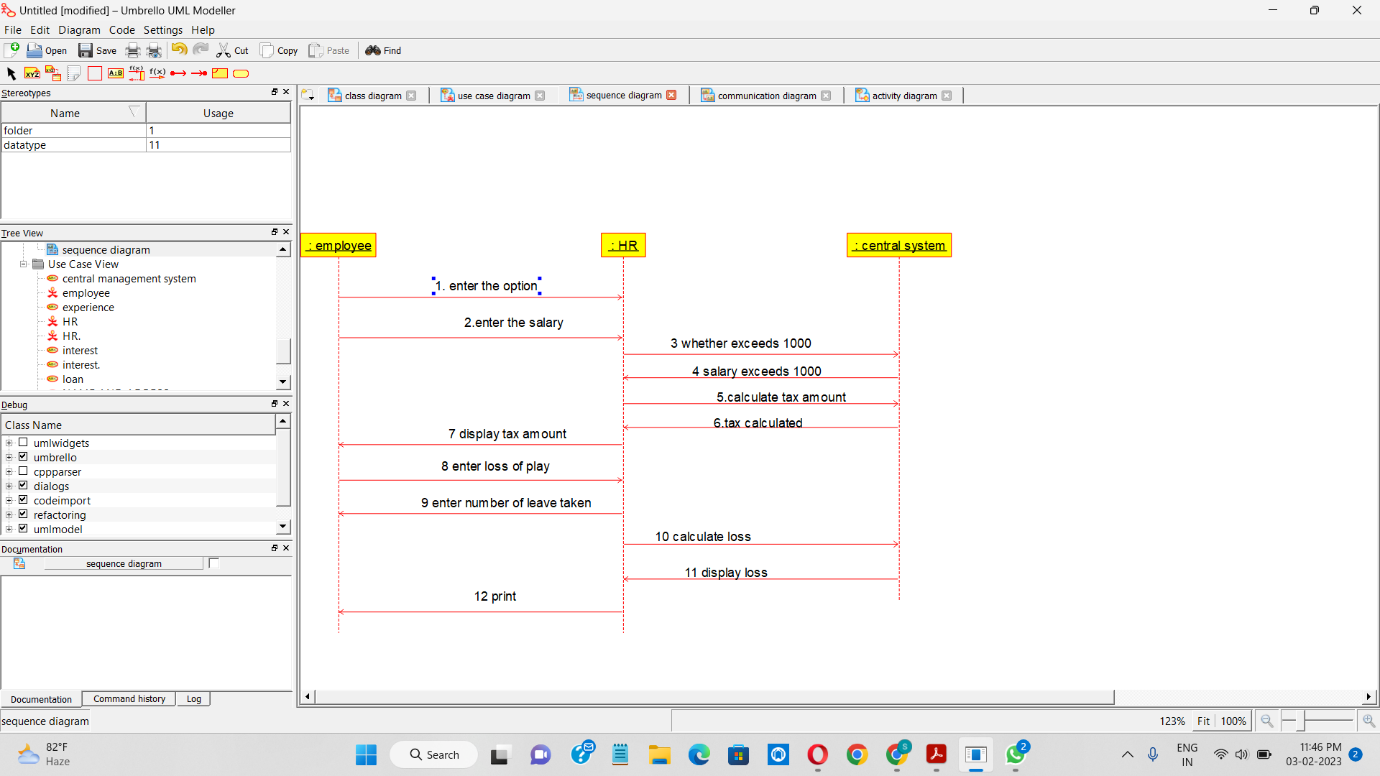 Untitled [modified] – Umbrello UML Modeller
File Edit Diagram Code Settings Help
Open Save Cut Copy Paste Find
XYZ A:B f(x) f(x)
Stereotypes
class diagram use case diagram sequence diagram communication diagram activity diagram
Name Usage
folder 1
datatype 11
Tree View
sequence diagram
Use Case View
central management system
employee
experience
HR
HR.
interest
interest.
loan
Debug
Class Name
umlwidgets
umbrello
cppparser
dialogs
codeimport
refactoring
umlmodel
Documentation
sequence diagram
Documentation Command history Log
: employee : HR : central system
1. enter the option
2.enter the salary
3 whether exceeds 1000
4 salary exceeds 1000
5.calculate tax amount
6.tax calculated
7 display tax amount
8 enter loss of play
9 enter number of leave taken
10 calculate loss
11 display loss
12 print
sequence diagram 123% Fit 100%
82°F
Haze
Search
S
2
ENG
IN
11:46 PM
03-02-2023
2